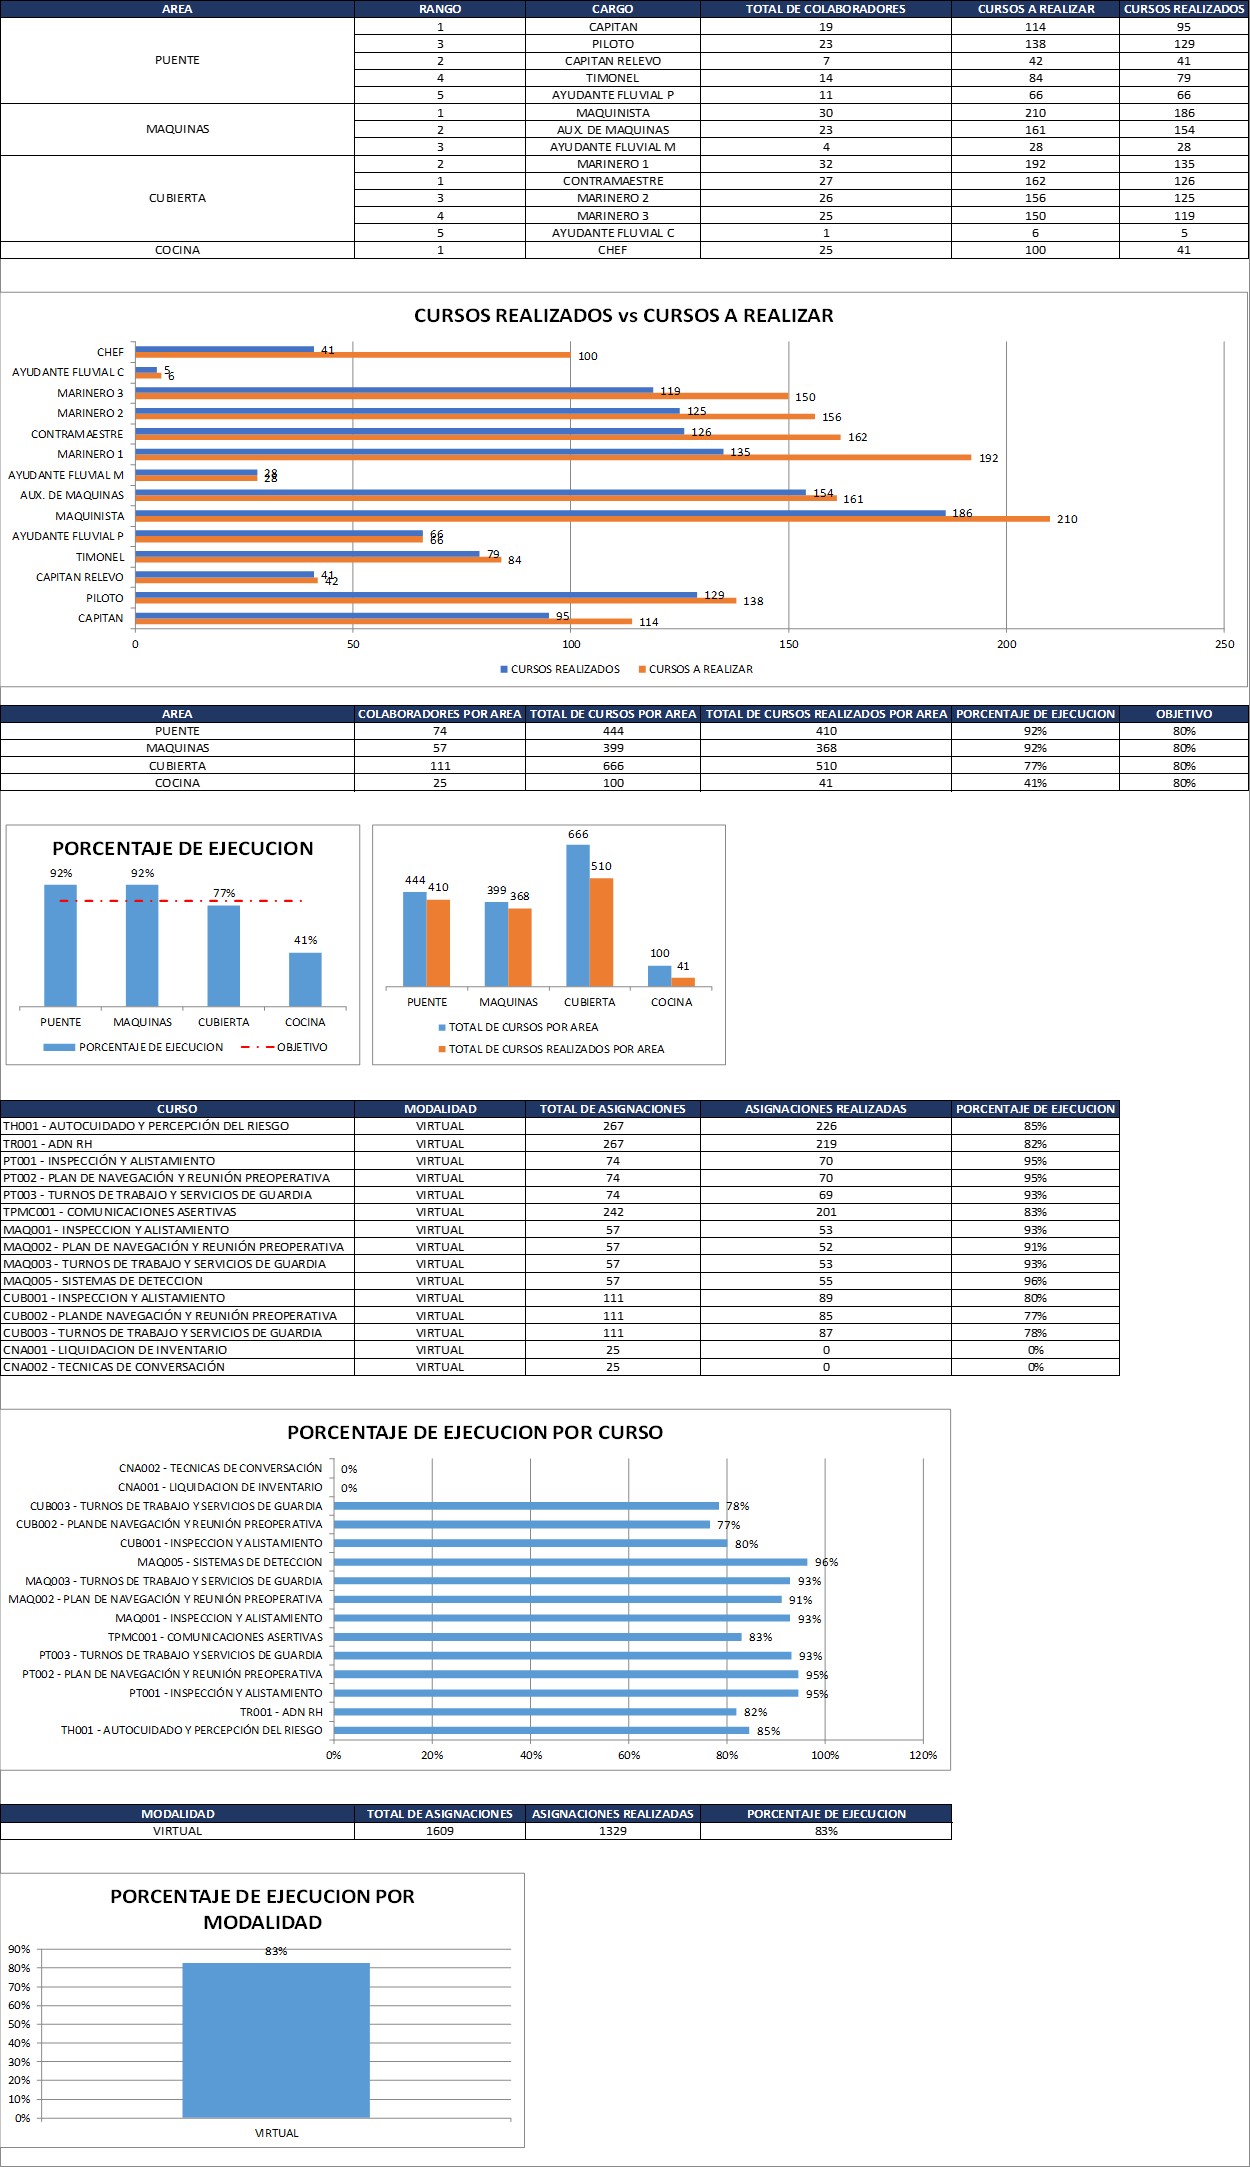 AREA RANGO CARGO TOTAL DE COLABORADORES CURSOS A REALIZAR CURSOS REALIZADOS
PUENTE 1 CAPITAN 19 114 95
3 PILOTO 23 138 129
2 CAPITAN RELEVO 7 42 41
4 TIMONEL 14 84 79
5 AYUDANTE FLUVIAL P 11 66 66
MAQUINAS 1 MAQUINISTA 30 210 186
2 AUX. DE MAQUINAS 23 161 154
3 AYUDANTE FLUVIAL M 4 28 28
CUBIERTA 2 MARINERO 1 32 192 135
1 CONTRAMAESTRE 27 162 126
3 MARINERO 2 26 156 125
4 MARINERO 3 25 150 119
5 AYUDANTE FLUVIAL C 1 6 5
COCINA 1 CHEF 25 100 41
CURSOS REALIZADOS vs CURSOS A REALIZAR
CHEF 41 100
AYUDANTE FLUVIAL C 5 6
MARINERO 3 119 150
MARINERO 2 125 156
CONTRAMAESTRE 126 162
MARINERO 1 135 192
AYUDANTE FLUVIAL M 28 28
AUX. DE MAQUINAS 154 161
MAQUINISTA 186 210
AYUDANTE FLUVIAL P 66 66
TIMONEL 79 84
CAPITAN RELEVO 41 42
PILOTO 129 138
CAPITAN 95 114
0 50 100 150 200 250
CURSOS REALIZADOS CURSOS A REALIZAR
AREA COLABORADORES POR AREA TOTAL DE CURSOS POR AREA TOTAL DE CURSOS REALIZADOS POR AREA PORCENTAJE DE EJECUCION OBJETIVO
PUENTE 74 444 410 92% 80%
MAQUINAS 57 399 368 92% 80%
CUBIERTA 111 666 510 77% 80%
COCINA 25 100 41 41% 80%
PORCENTAJE DE EJECUCION
92% 92% 77% 41%
PUENTE MAQUINAS CUBIERTA COCINA
PORCENTAJE DE EJECUCION OBJETIVO
444 410 399 368 666 510 100 41
PUENTE MAQUINAS CUBIERTA COCINA
TOTAL DE CURSOS POR AREA
TOTAL DE CURSOS REALIZADOS POR AREA
CURSO MODALIDAD TOTAL DE ASIGNACIONES ASIGNACIONES REALIZADAS PORCENTAJE DE EJECUCION
TH001 - AUTOCUIDADO Y PERCEPCIÓN DEL RIESGO VIRTUAL 267 226 85%
TR001 - ADN RH VIRTUAL 267 219 82%
PT001 - INSPECCIÓN Y ALISTAMIENTO VIRTUAL 74 70 95%
PT002 - PLAN DE NAVEGACIÓN Y REUNIÓN PREOPERATIVA VIRTUAL 74 70 95%
PT003 - TURNOS DE TRABAJO Y SERVICIOS DE GUARDIA VIRTUAL 74 69 93%
TPMC001 - COMUNICACIONES ASERTIVAS VIRTUAL 242 201 83%
MAQ001 - INSPECCION Y ALISTAMIENTO VIRTUAL 57 53 93%
MAQ002 - PLAN DE NAVEGACIÓN Y REUNIÓN PREOPERATIVA VIRTUAL 57 52 91%
MAQ003 - TURNOS DE TRABAJO Y SERVICIOS DE GUARDIA VIRTUAL 57 53 93%
MAQ005 - SISTEMAS DE DETECCION VIRTUAL 57 55 96%
CUB001 - INSPECCION Y ALISTAMIENTO VIRTUAL 111 89 80%
CUB002 - PLANDE NAVEGACIÓN Y REUNIÓN PREOPERATIVA VIRTUAL 111 85 77%
CUB003 - TURNOS DE TRABAJO Y SERVICIOS DE GUARDIA VIRTUAL 111 87 78%
CNA001 - LIQUIDACION DE INVENTARIO VIRTUAL 25 0 0%
CNA002 - TECNICAS DE CONVERSACIÓN VIRTUAL 25 0 0%
PORCENTAJE DE EJECUCION POR CURSO
CNA002 - TECNICAS DE CONVERSACIÓN 0%
CNA001 - LIQUIDACION DE INVENTARIO 0%
CUB003 - TURNOS DE TRABAJO Y SERVICIOS DE GUARDIA 78%
CUB002 - PLANDE NAVEGACIÓN Y REUNIÓN PREOPERATIVA 77%
CUB001 - INSPECCION Y ALISTAMIENTO 80%
MAQ005 - SISTEMAS DE DETECCION 96%
MAQ003 - TURNOS DE TRABAJO Y SERVICIOS DE GUARDIA 93%
MAQ002 - PLAN DE NAVEGACIÓN Y REUNIÓN PREOPERATIVA 91%
MAQ001 - INSPECCION Y ALISTAMIENTO 93%
TPMC001 - COMUNICACIONES ASERTIVAS 83%
PT003 - TURNOS DE TRABAJO Y SERVICIOS DE GUARDIA 93%
PT002 - PLAN DE NAVEGACIÓN Y REUNIÓN PREOPERATIVA 95%
PT001 - INSPECCIÓN Y ALISTAMIENTO 95%
TR001 - ADN RH 82%
TH001 - AUTOCUIDADO Y PERCEPCIÓN DEL RIESGO 85%
0% 20% 40% 60% 80% 100% 120%
MODALIDAD TOTAL DE ASIGNACIONES ASIGNACIONES REALIZADAS PORCENTAJE DE EJECUCION
VIRTUAL 1609 1329 83%
PORCENTAJE DE EJECUCION POR
MODALIDAD
83%
90%
80%
70%
60%
50%
40%
30%
20%
10%
0%
VIRTUAL